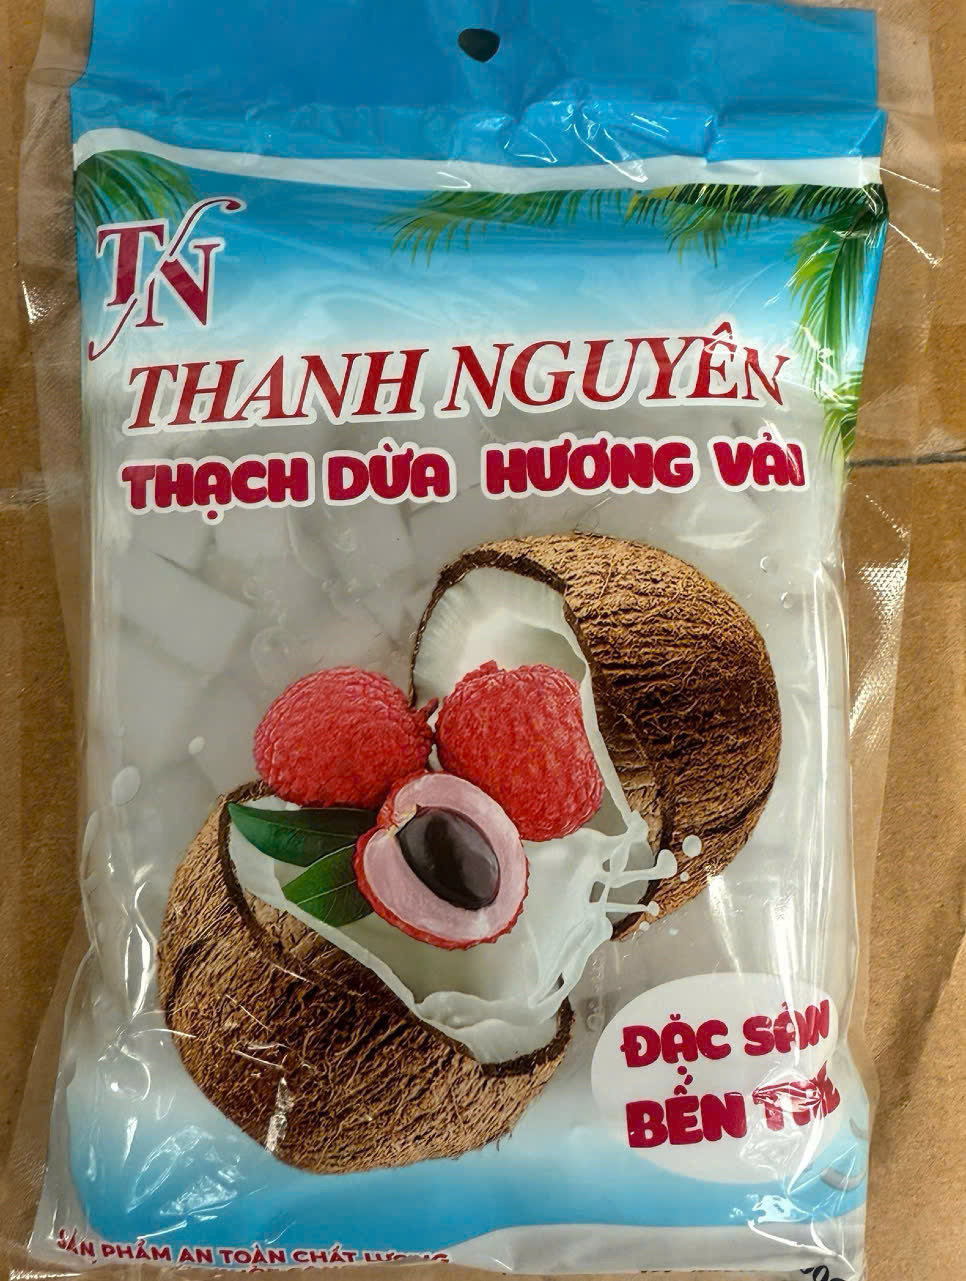 TN
THANH NGUYÊN
THẠCH DỪA HƯƠNG VẢI
ĐẶC SẢN
BẾN TRE
SẢN PHẨM AN TOÀN CHẤT LƯỢNG